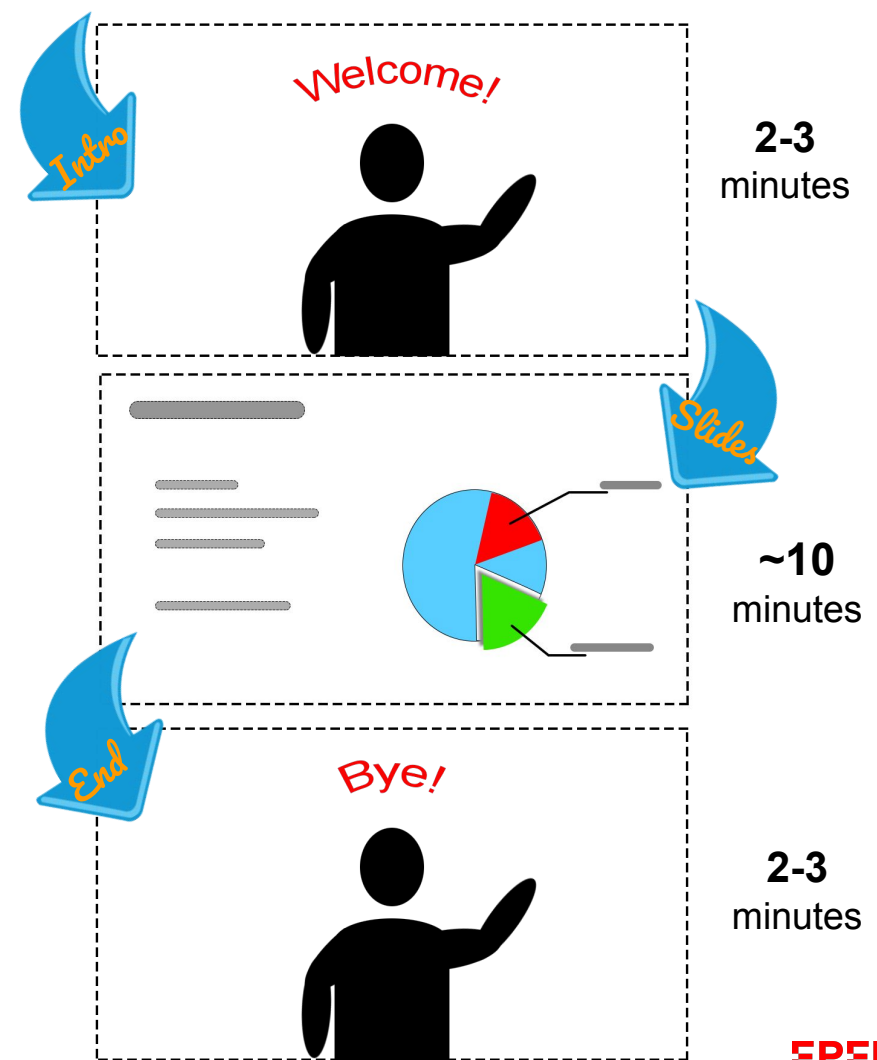 Intro
Welcome!
2-3
minutes
Slides
~10
minutes
End
Bye!
2-3
minutes